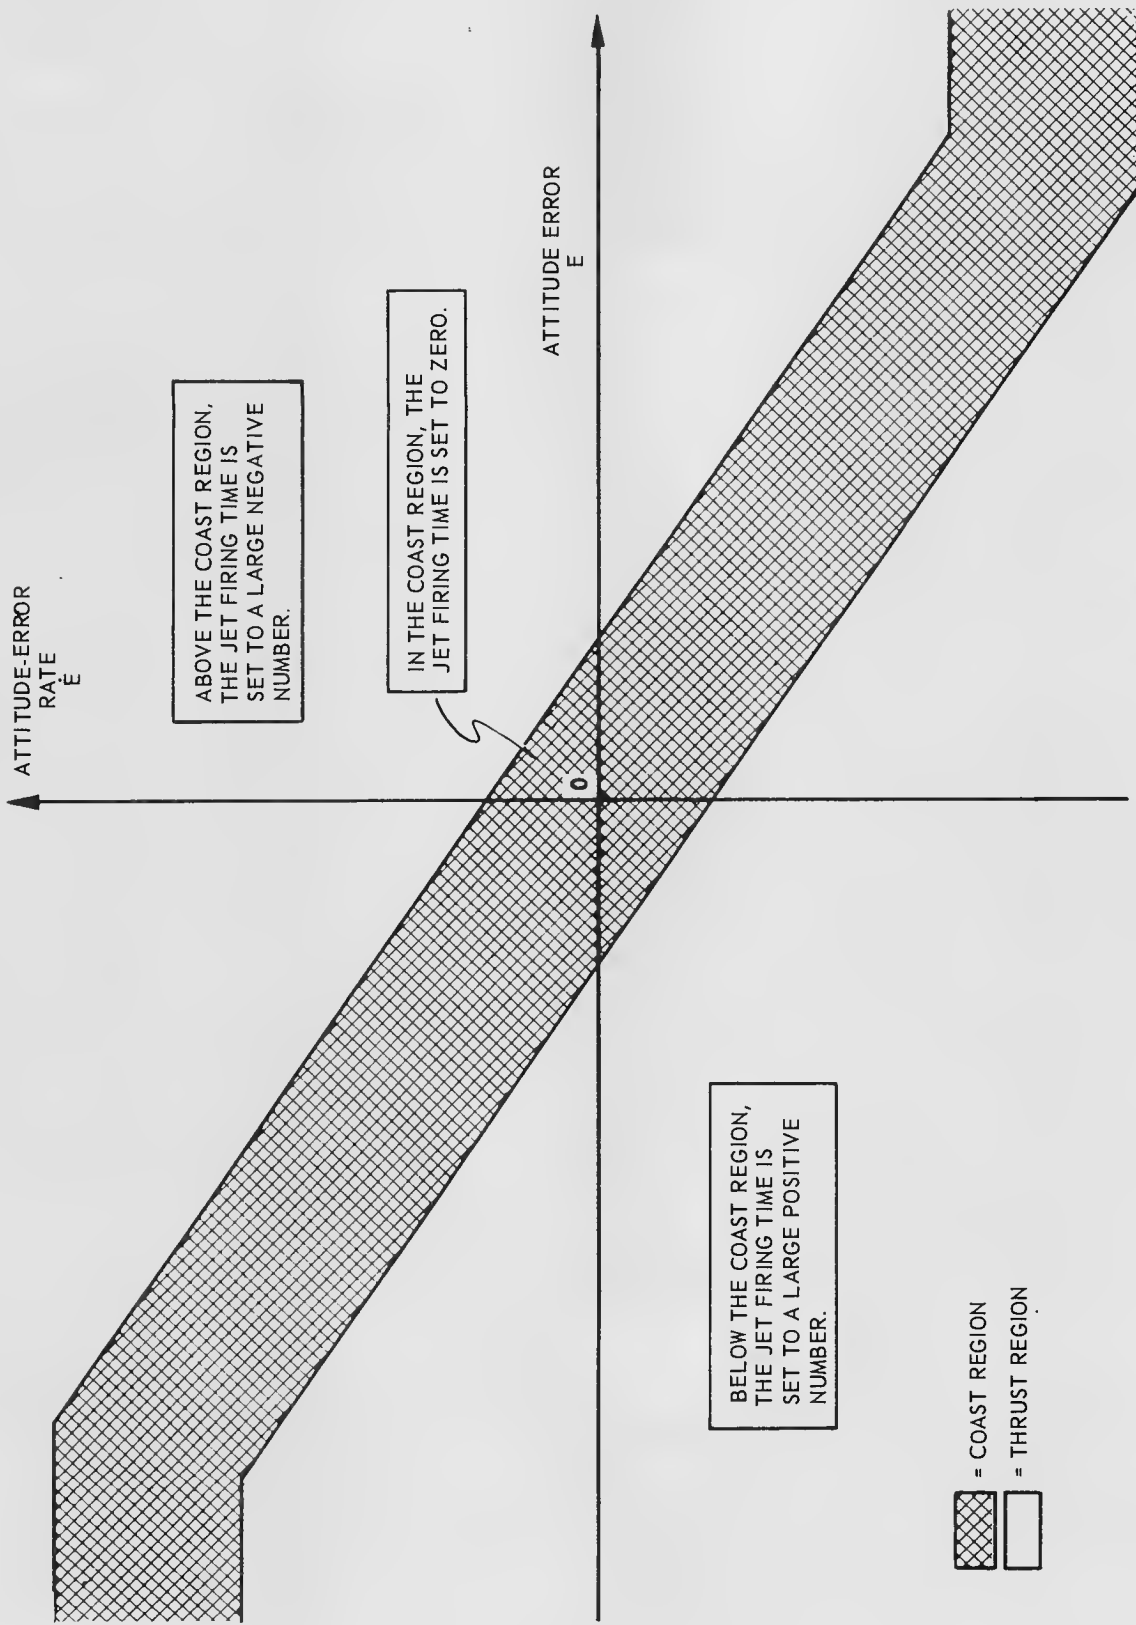 ATTITUDE-ERROR
RATE
Ė
ABOVE THE COAST REGION,
THE JET FIRING TIME IS
SET TO A LARGE NEGATIVE
NUMBER.
IN THE COAST REGION, THE
JET FIRING TIME IS SET TO ZERO.
ATTITUDE ERROR
E
0
BELOW THE COAST REGION,
THE JET FIRING TIME IS
SET TO A LARGE POSITIVE
NUMBER.
= COAST REGION
= THRUST REGION